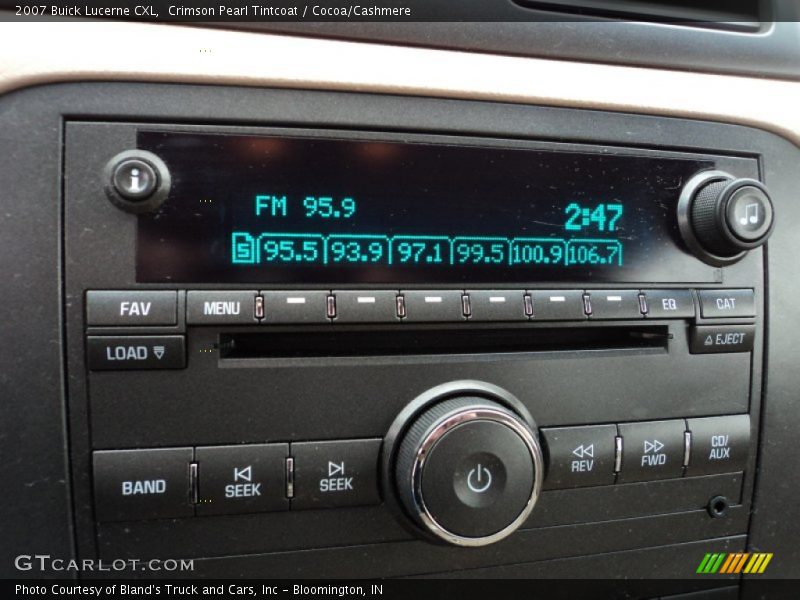 2007 Buick Lucerne CXL,  Crimson Pearl Tintcoat / Cocoa/Cashmere
i
FM 95.9
2:47
5 95.5 93.9 97.1 99.5 100.9 106.7
FAV MENU EQ CAT
LOAD EJECT
BAND SEEK SEEK REV FWD CD/
AUX
GTCARLOT.COM
Photo Courtesy of Bland's Truck and Cars, Inc - Bloomington, IN